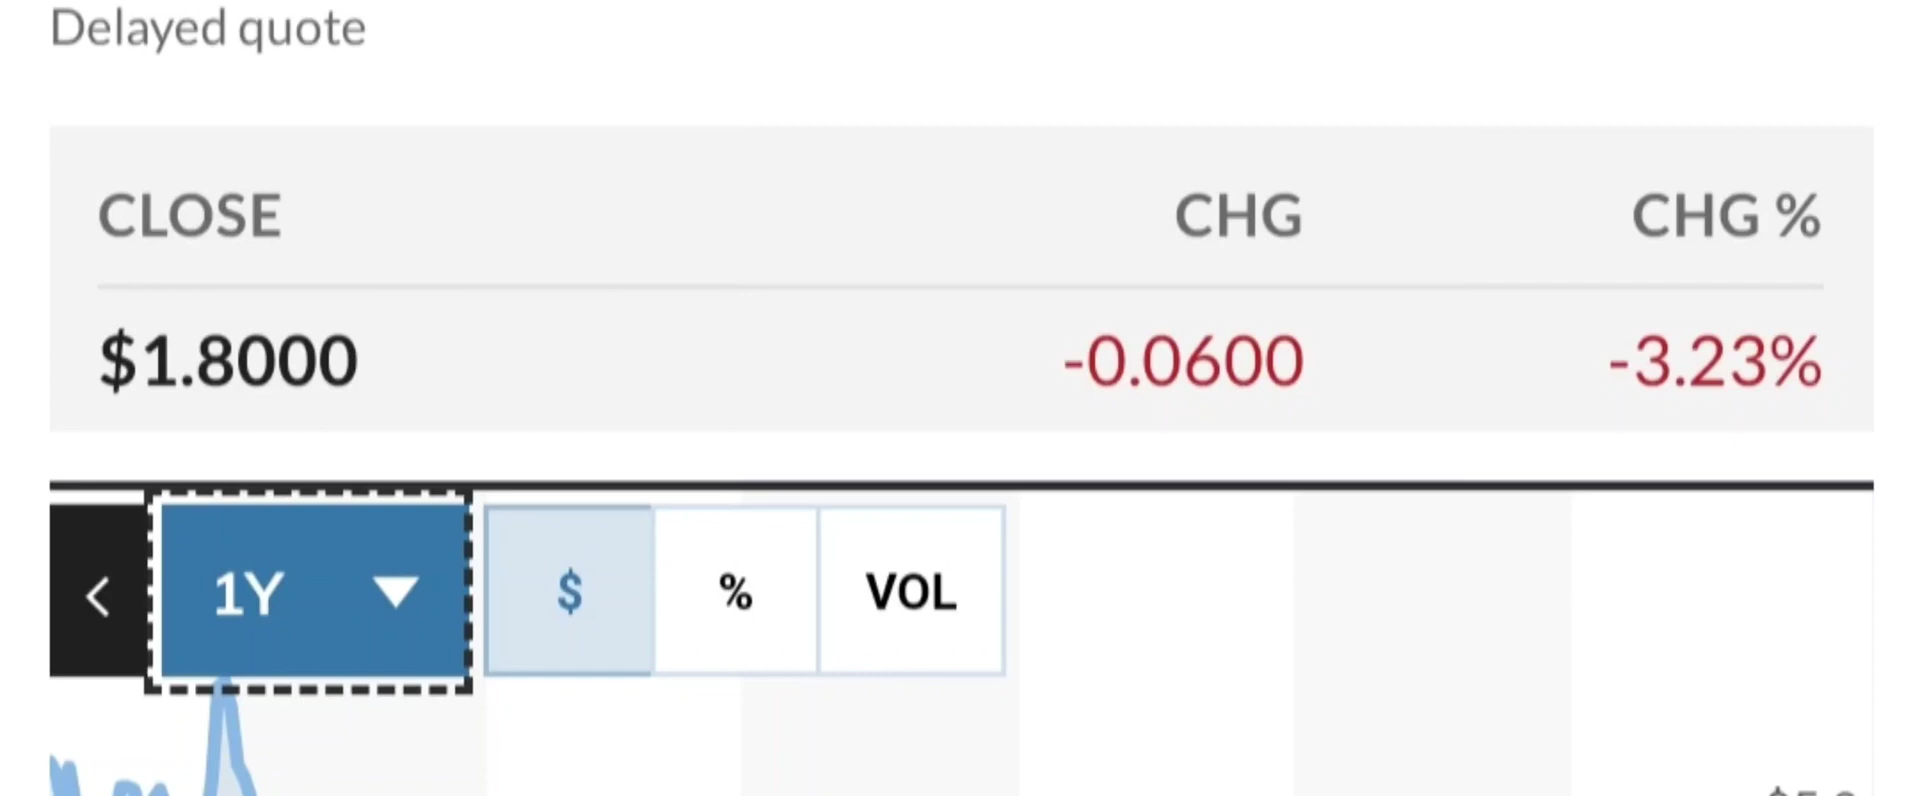 Delayed quote
CLOSE CHG CHG %
$1.8000 -0.0600 -3.23%
1Y $ % VOL